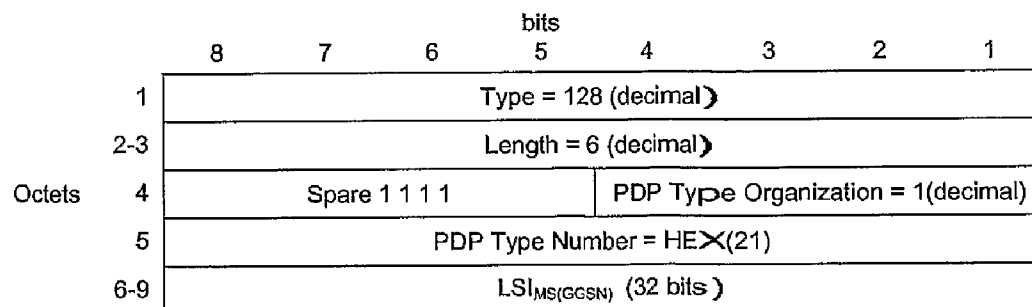 bits
8 7 6 5 4 3 2 1
1 Type = 128 (decimal)
2-3 Length = 6 (decimal)
Octets 4 Spare 1 1 1 1 PDP Type Organization = 1(decimal)
5 PDP Type Number = HEX(21)
6-9 LSI MS(GGSN) (32 bits)